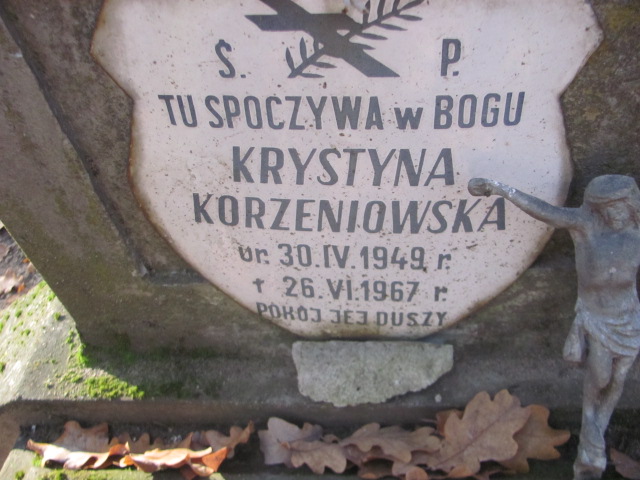 Ś. P.
TU SPOCZYWA w BOGU
KRYSTYNA
KORZENIOWSKA
ur. 30.IV.1949. r.
† 26.VI.1967 r.
POKÓJ JEJ DUSZY